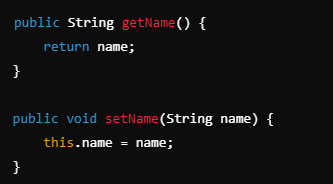 public String getName() {
    return name;
}

public void setName(String name) {
    this.name = name;
}